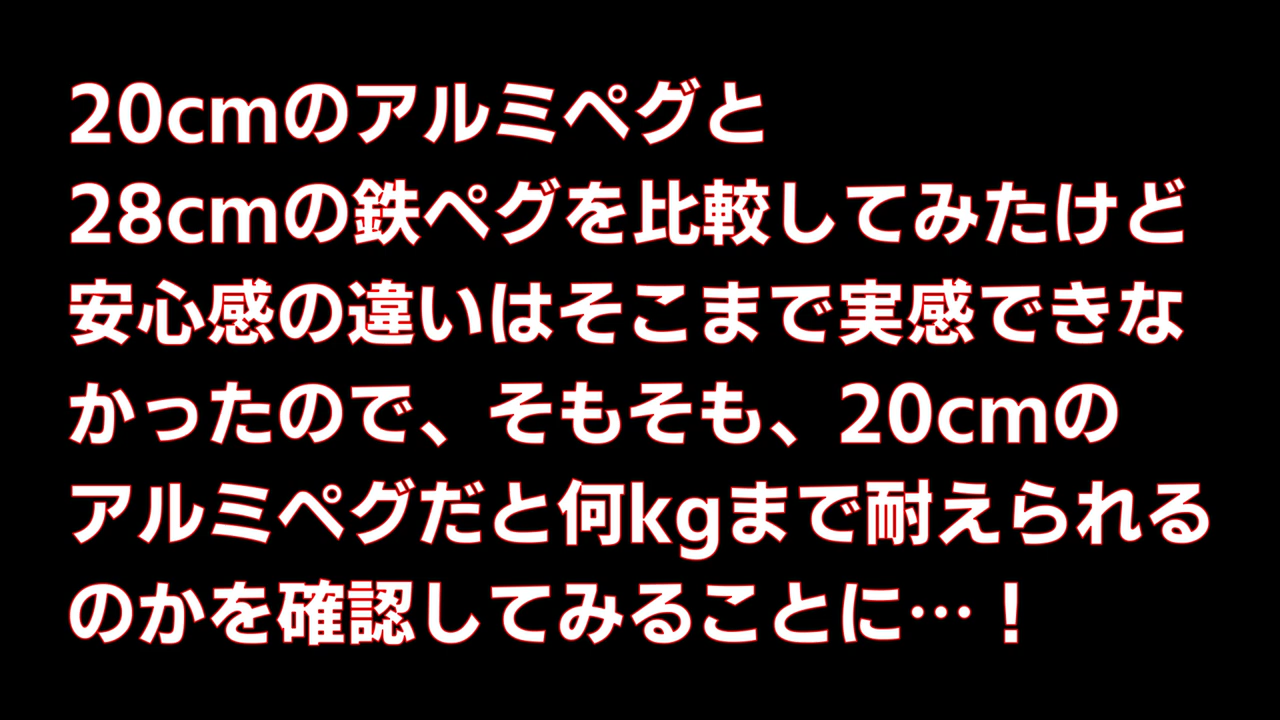 20cmのアルミペグと
28cmの鉄ペグを比較してみたけど
安心感の違いはそこまで実感できな
かったので、そもそも、20cmの
アルミペグだと何kgまで耐えられる
のかを確認してみることに…！